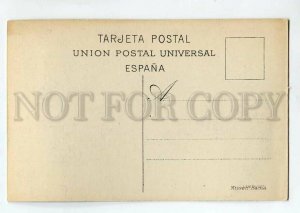 TARJETA POSTAL
UNION POSTAL UNIVERSAL
ESPAÑA
NOT FOR COPY
A